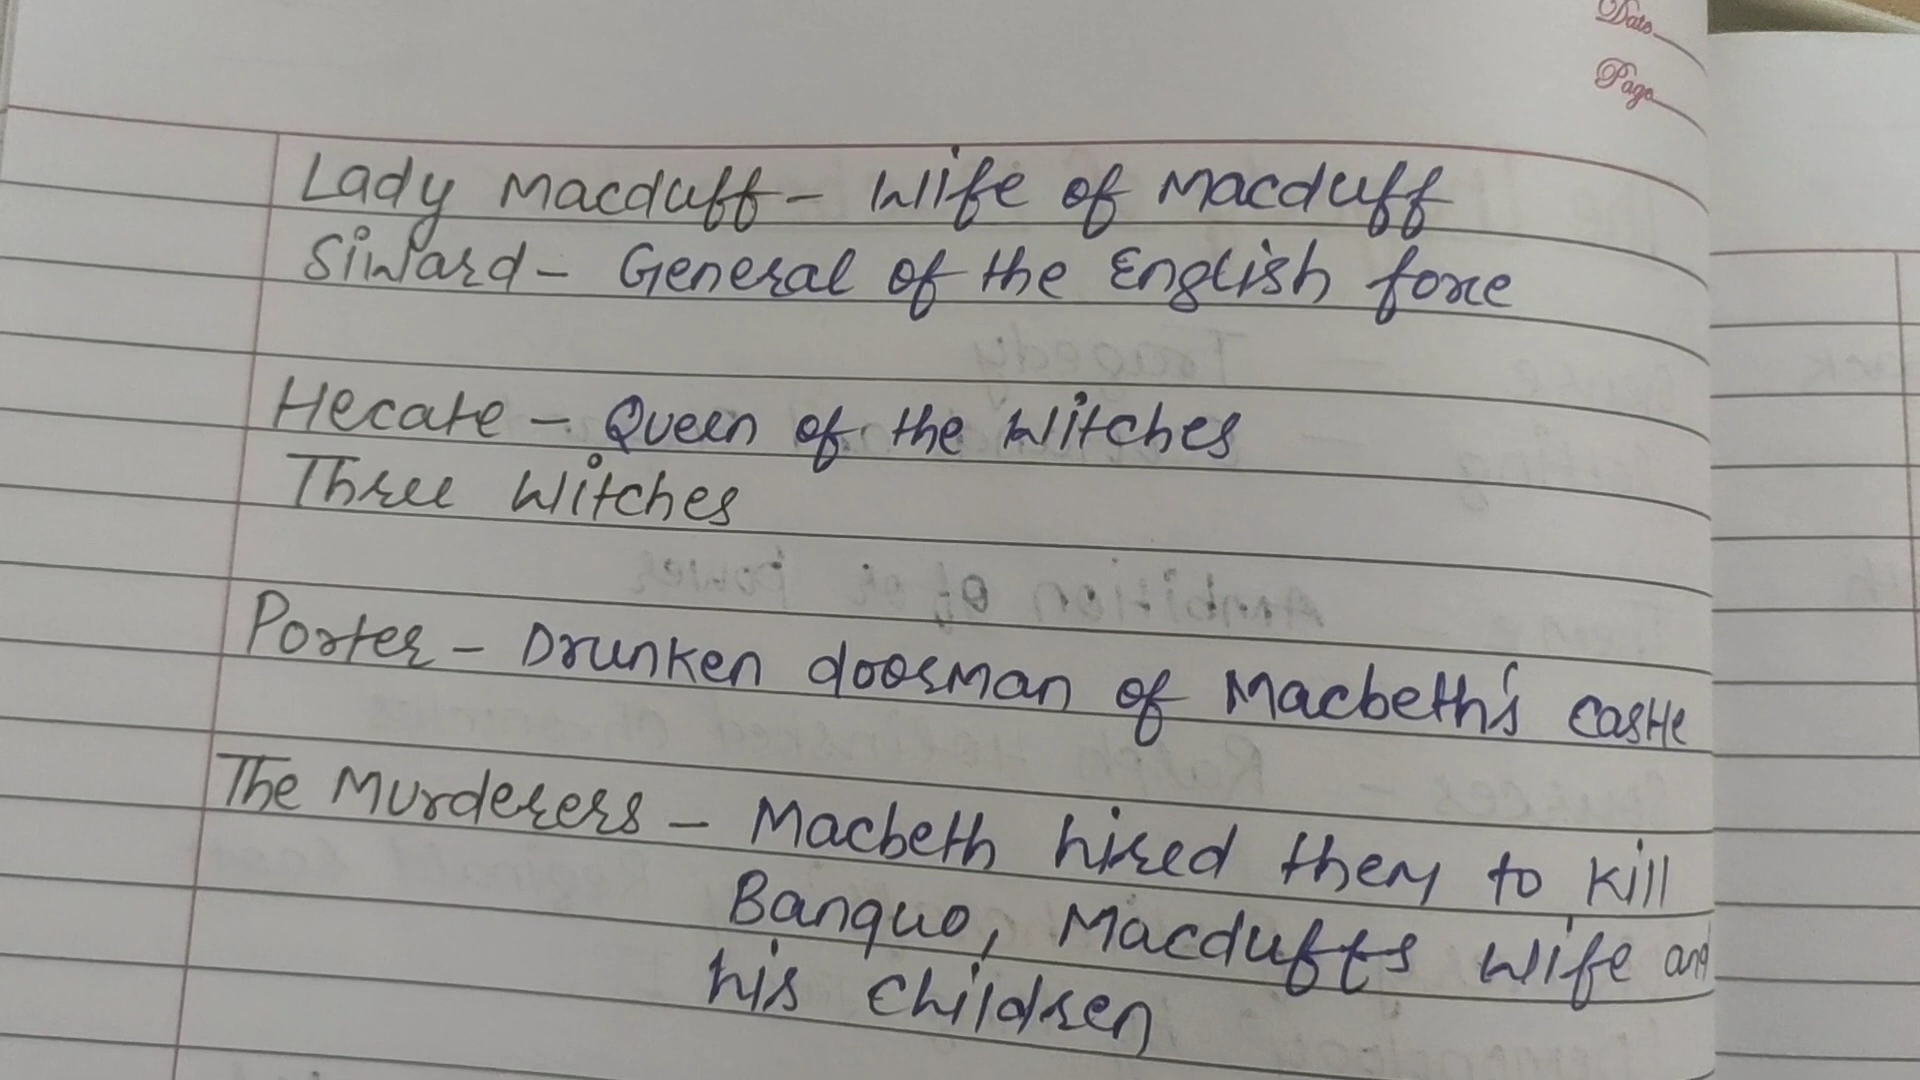 Date
Page
Lady Macduff - Wife of Macduff
Siward - General of the English force
Hecate - Queen of the Witches
Three Witches
Porter - Drunken doorman of Macbeth's castle
The Murderers - Macbeth hired them to kill
Banquo, Macduff's wife and
his children